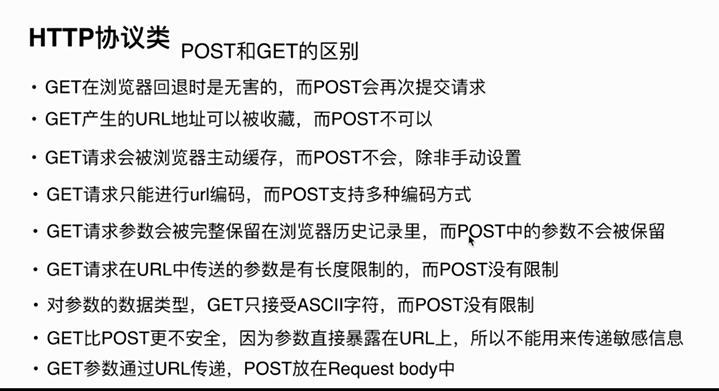 HTTP协议类
POST和GET的区别
• GET在浏览器回退时是无害的，而POST会再次提交请求
• GET产生的URL地址可以被收藏，而POST不可以
• GET请求会被浏览器主动缓存，而POST不会，除非手动设置
• GET请求只能进行url编码，而POST支持多种编码方式
• GET请求参数会被完整保留在浏览器历史记录里，而POST中的参数不会被保留
• GET请求在URL中传送的参数是有长度限制的，而POST没有限制
• 对参数的数据类型，GET只接受ASCII字符，而POST没有限制
• GET比POST更不安全，因为参数直接暴露在URL上，所以不能用来传递敏感信息
• GET参数通过URL传递，POST放在Request body中